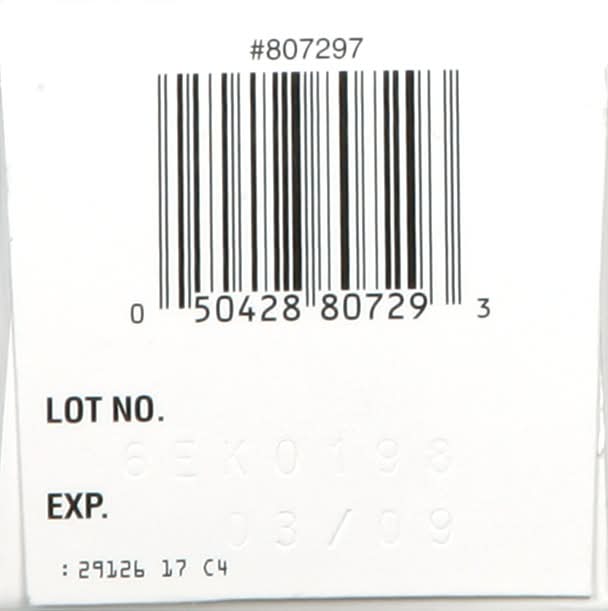 #807297
0 50428 80729 3
LOT NO.
6EK0198
EXP.
03/09
: 29126 17 C4